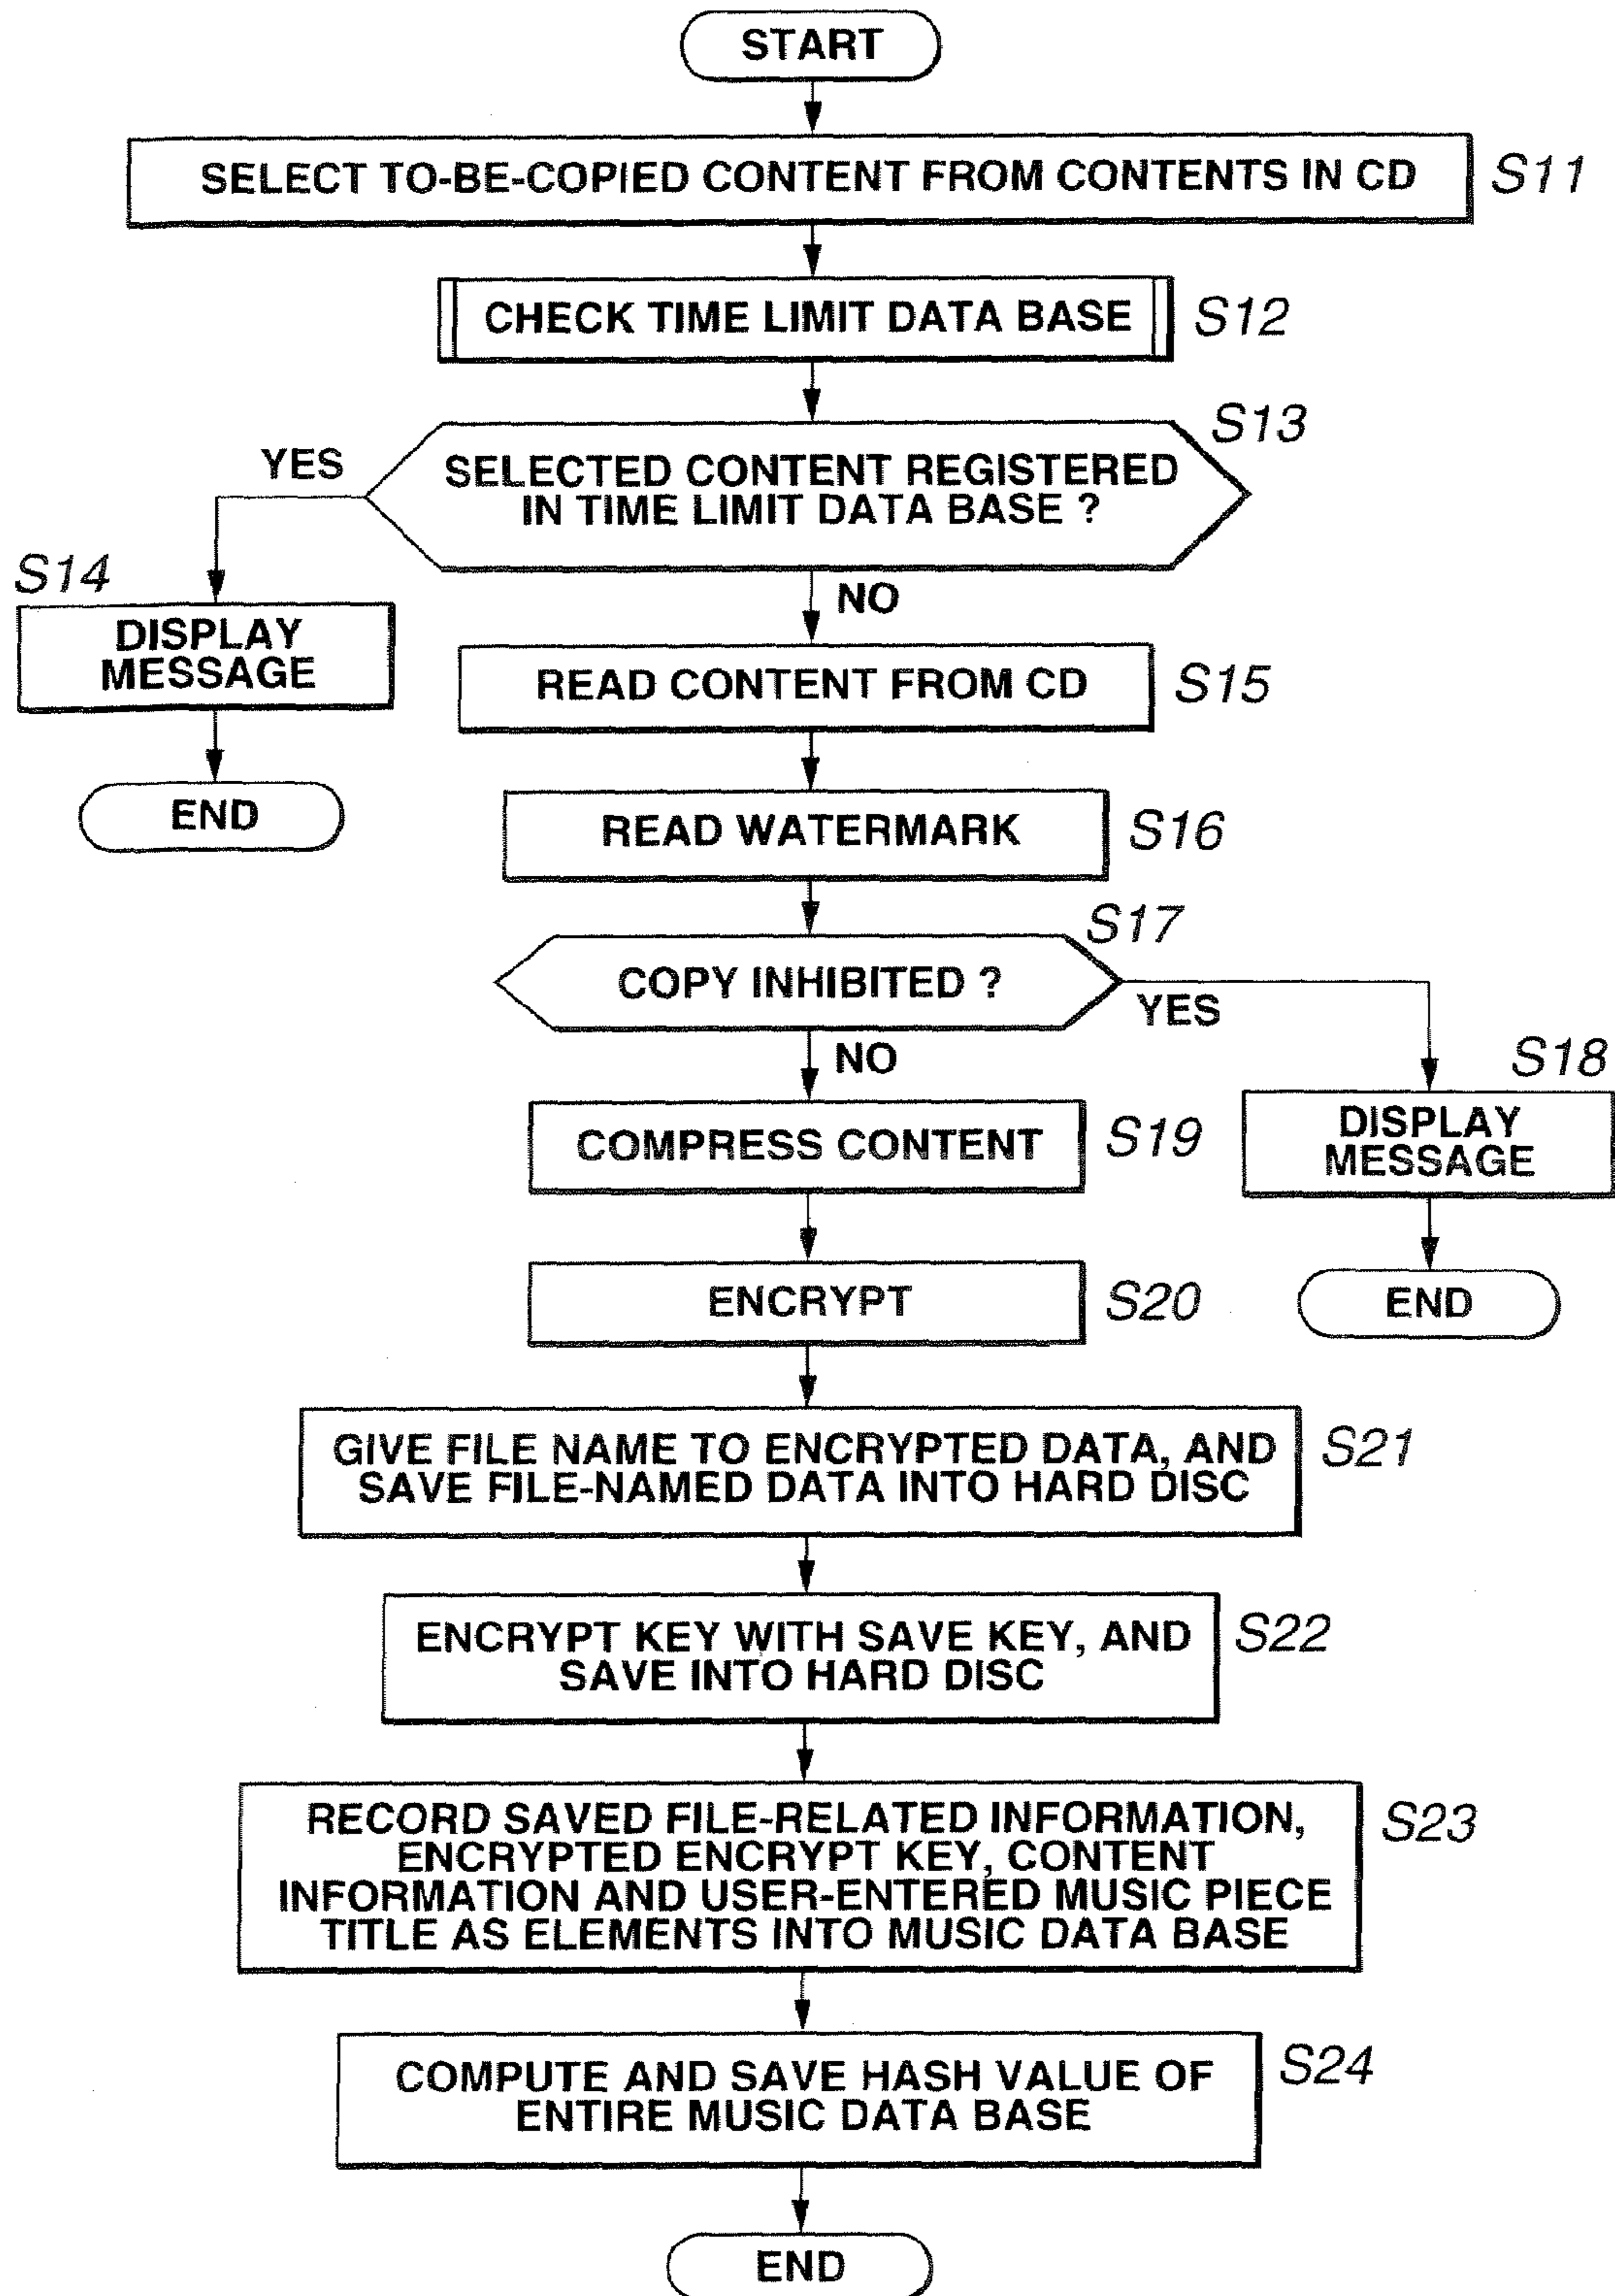 START
SELECT TO-BE-COPIED CONTENT FROM CONTENTS IN CD
S11
CHECK TIME LIMIT DATA BASE
S12
S13
YES
SELECTED CONTENT REGISTERED
IN TIME LIMIT DATA BASE ?
S14
NO
DISPLAY
MESSAGE
READ CONTENT FROM CD
S15
END
READ WATERMARK
S16
S17
COPY INHIBITED ?
YES
NO
S18
COMPRESS CONTENT
S19
DISPLAY
MESSAGE
ENCRYPT
S20
END
GIVE FILE NAME TO ENCRYPTED DATA, AND
SAVE FILE-NAMED DATA INTO HARD DISC
S21
ENCRYPT KEY WITH SAVE KEY, AND
SAVE INTO HARD DISC
S22
RECORD SAVED FILE-RELATED INFORMATION,
ENCRYPTED ENCRYPT KEY, CONTENT
INFORMATION AND USER-ENTERED MUSIC PIECE
TITLE AS ELEMENTS INTO MUSIC DATA BASE
S23
COMPUTE AND SAVE HASH VALUE OF
ENTIRE MUSIC DATA BASE
S24
END